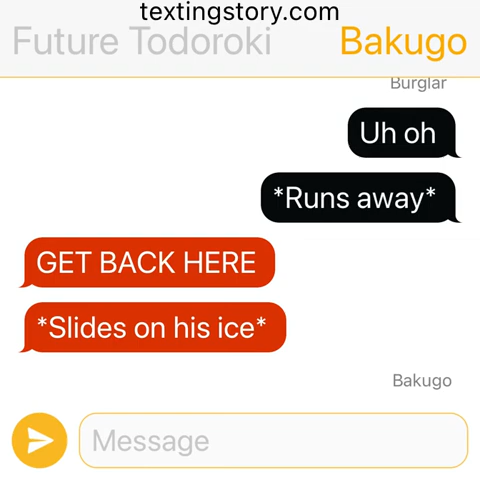 textingstory.com
Future Todoroki Bakugo
Burglar
Uh oh
*Runs away*
GET BACK HERE
*Slides on his ice*
Bakugo
Message